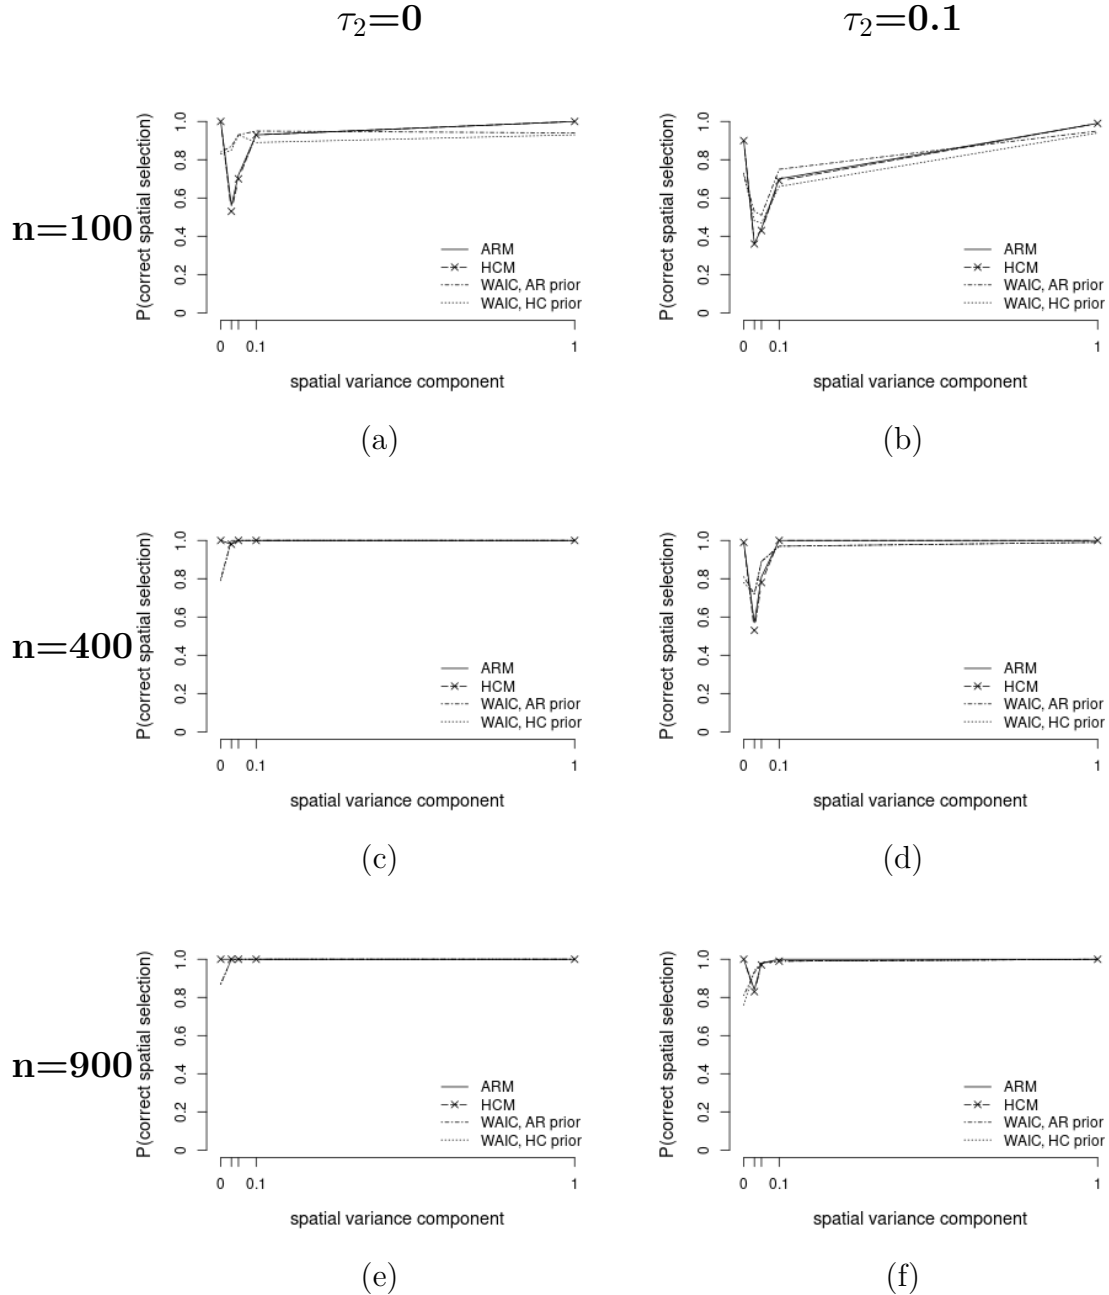 τ₂=0
τ₂=0.1
n=100
P(correct spatial selection)
0
0.2
0.4
0.6
0.8
1.0
ARM
HCM
WAIC, AR prior
WAIC, HC prior
0
0.1
1
spatial variance component
(a)
P(correct spatial selection)
0
0.2
0.4
0.6
0.8
1.0
ARM
HCM
WAIC, AR prior
WAIC, HC prior
0
0.1
1
spatial variance component
(b)
n=400
P(correct spatial selection)
0
0.2
0.4
0.6
0.8
1.0
ARM
HCM
WAIC, AR prior
WAIC, HC prior
0
0.1
1
spatial variance component
(c)
P(correct spatial selection)
0
0.2
0.4
0.6
0.8
1.0
ARM
HCM
WAIC, AR prior
WAIC, HC prior
0
0.1
1
spatial variance component
(d)
n=900
P(correct spatial selection)
0
0.2
0.4
0.6
0.8
1.0
ARM
HCM
WAIC, AR prior
WAIC, HC prior
0
0.1
1
spatial variance component
(e)
P(correct spatial selection)
0
0.2
0.4
0.6
0.8
1.0
ARM
HCM
WAIC, AR prior
WAIC, HC prior
0
0.1
1
spatial variance component
(f)